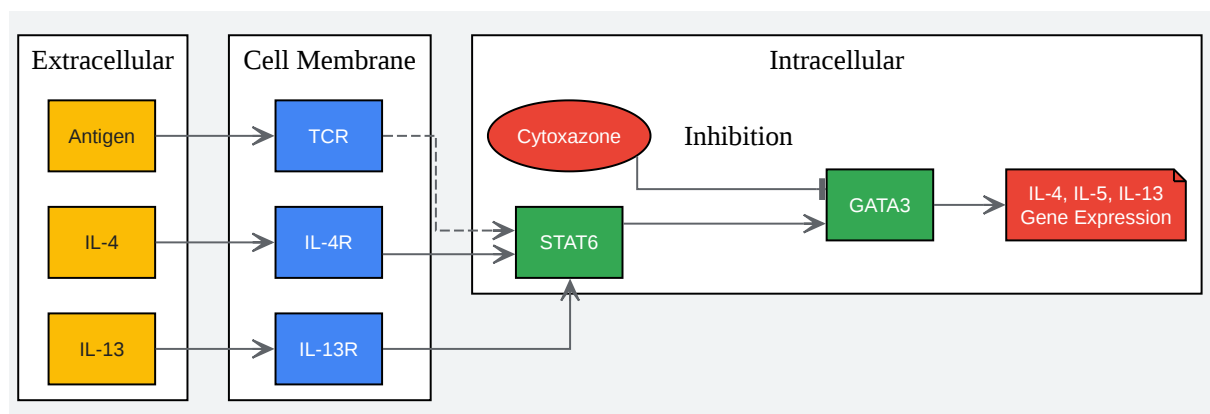 Extracellular
Cell Membrane
Intracellular
Antigen
TCR
Cytoxazone
Inhibition
GATA3
IL-4, IL-5, IL-13
Gene Expression
IL-4
IL-4R
STAT6
IL-13
IL-13R